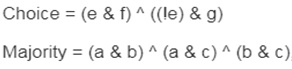 Choice = (e & f) ^ ((!e) & g)
Majority = (a & b) ^ (a & c) ^ (b & c)